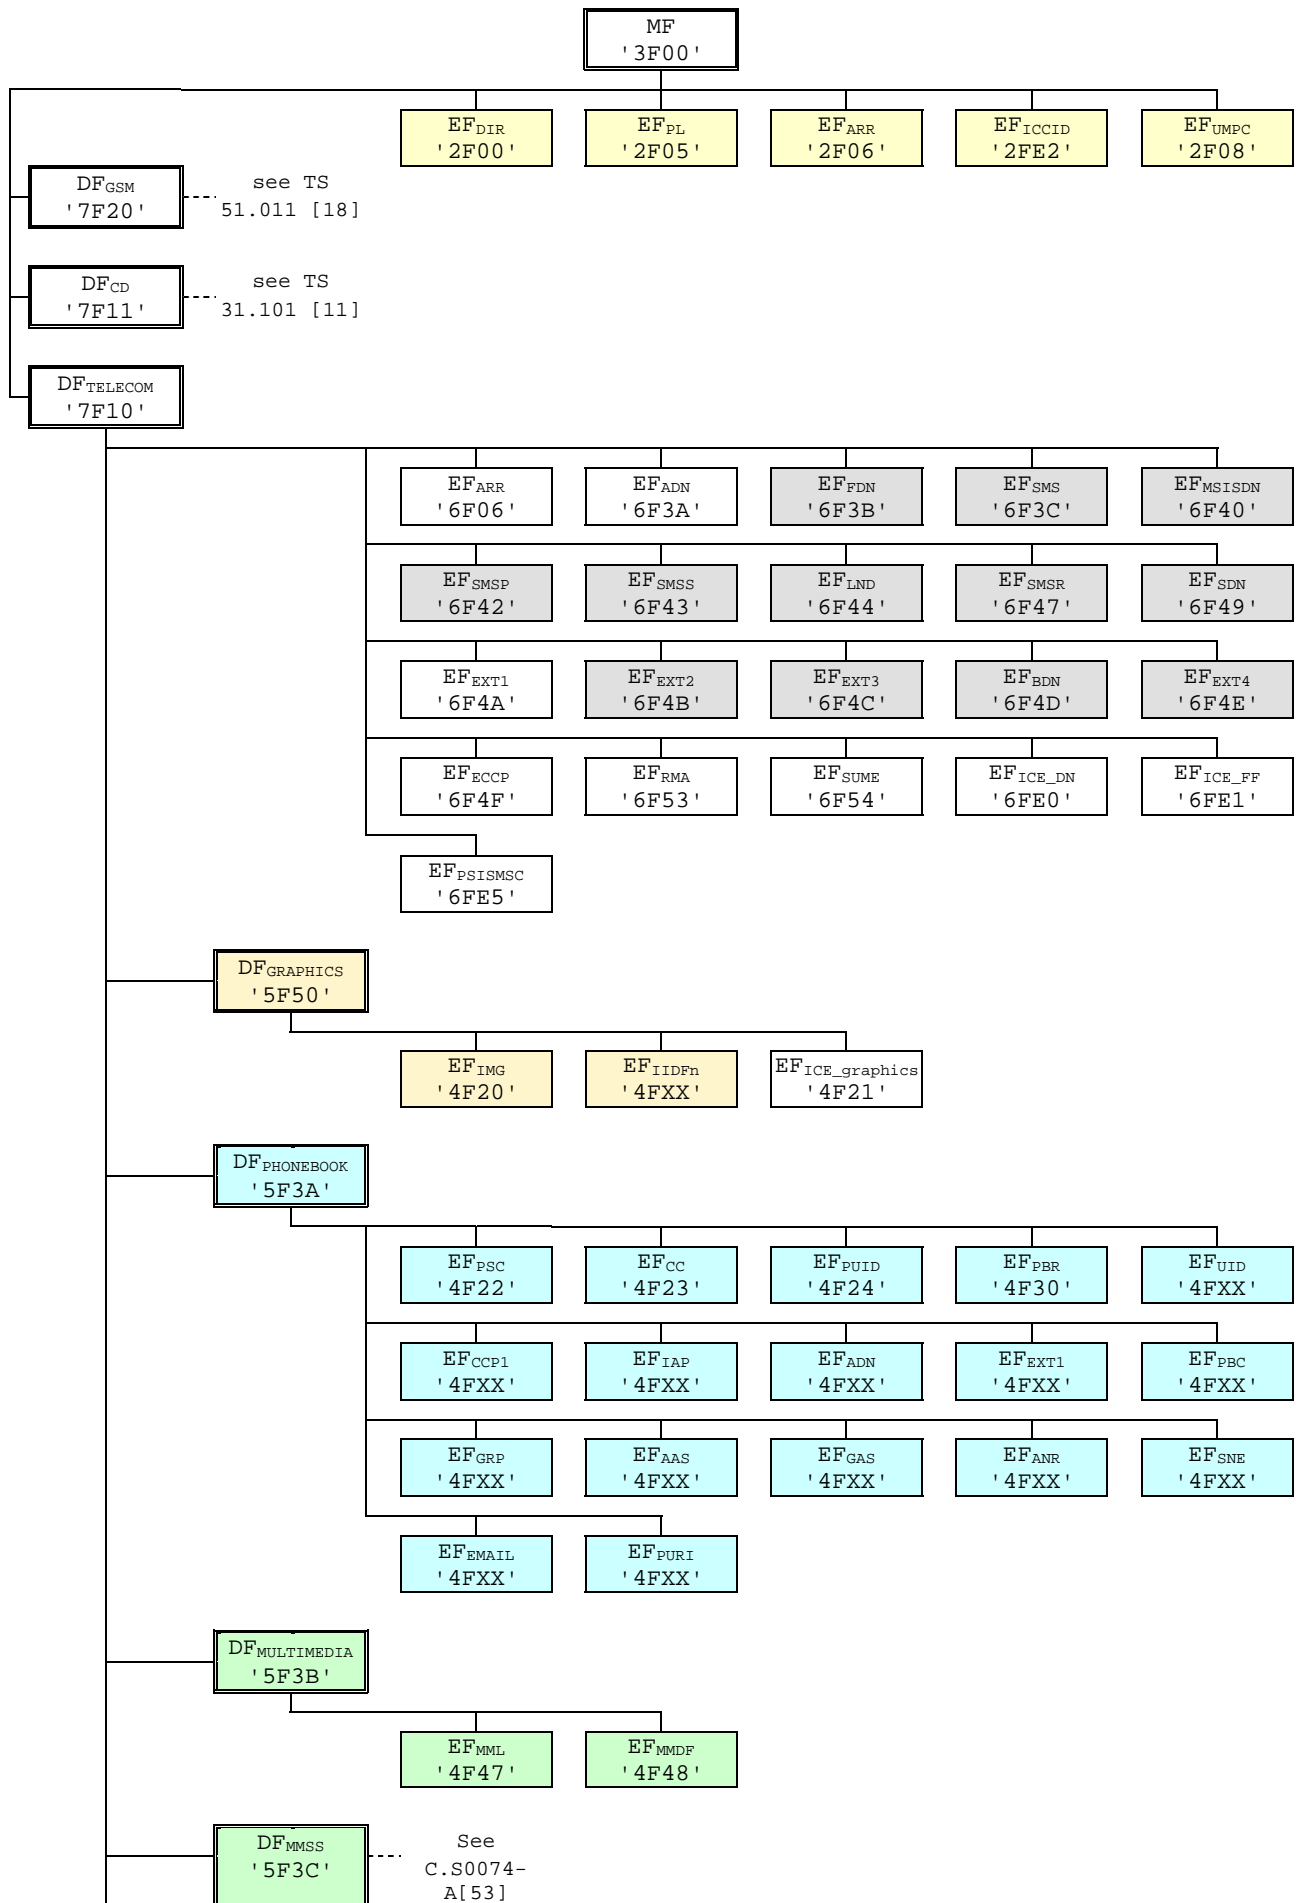 MF
'3F00'
EFDIR
'2F00'
EFPL
'2F05'
EFARR
'2F06'
EFICCID
'2FE2'
EFUMPC
'2F08'
DFGSM
'7F20'
see TS
51.011 [18]
DFCD
'7F11'
see TS
31.101 [11]
DFTELECOM
'7F10'
EFARR
'6F06'
EFADN
'6F3A'
EFFDN
'6F3B'
EFSMS
'6F3C'
EFMSISDN
'6F40'
EFSMSP
'6F42'
EFSMSS
'6F43'
EFLND
'6F44'
EFSMSR
'6F47'
EFSDN
'6F49'
EFEXT1
'6F4A'
EFEXT2
'6F4B'
EFEXT3
'6F4C'
EFBDN
'6F4D'
EFEXT4
'6F4E'
EFECCP
'6F4F'
EFRMA
'6F53'
EFSUME
'6F54'
EFICE_DN
'6FE0'
EFICE_FF
'6FE1'
EFPSISMSC
'6FE5'
DFGRAPHICS
'5F50'
EFIMG
'4F20'
EFIIDFn
'4FXX'
EFICE_graphics
'4F21'
DFPHONEBOOK
'5F3A'
EFPSC
'4F22'
EFCC
'4F23'
EFPUID
'4F24'
EFPBR
'4F30'
EFUID
'4FXX'
EFCCP1
'4FXX'
EFIAP
'4FXX'
EFADN
'4FXX'
EFEXT1
'4FXX'
EFPBC
'4FXX'
EFGRP
'4FXX'
EFAAS
'4FXX'
EFGAS
'4FXX'
EFANR
'4FXX'
EFSNE
'4FXX'
EFEMAIL
'4FXX'
EFPURI
'4FXX'
DFMULTIMEDIA
'5F3B'
EFMML
'4F47'
EFMMDF
'4F48'
DFMMSS
'5F3C'
See
C.S0074-
A[53]